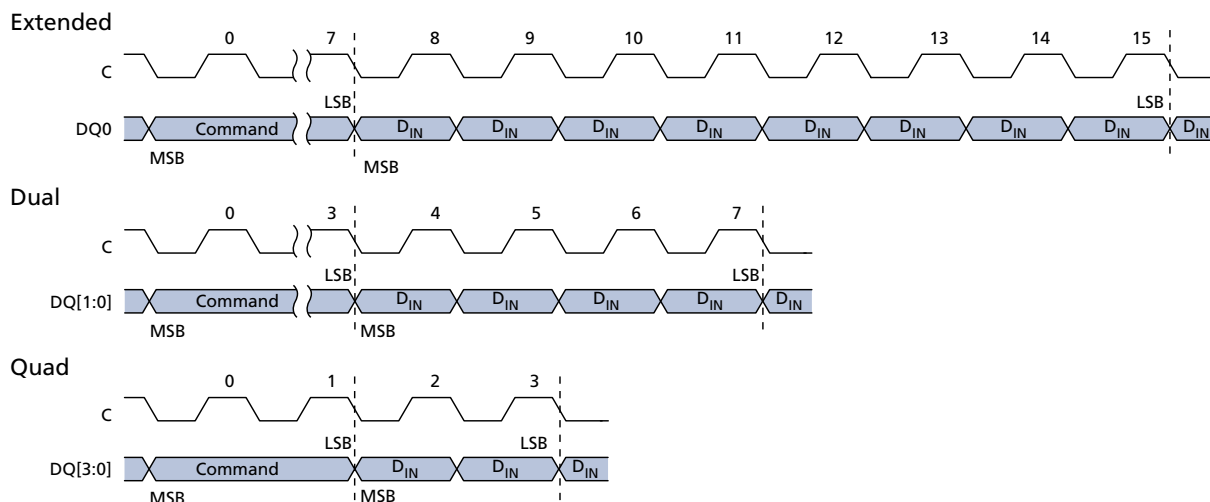 Extended
0 7 8 9 10 11 12 13 14 15
C
LSB LSB
DQ0 Command DIN DIN DIN DIN DIN DIN DIN DIN DIN
MSB MSB
Dual
0 3 4 5 6 7
C
LSB LSB
DQ[1:0] Command DIN DIN DIN DIN DIN
MSB MSB
Quad
0 1 2 3
C
LSB LSB
DQ[3:0] Command DIN DIN DIN
MSB MSB